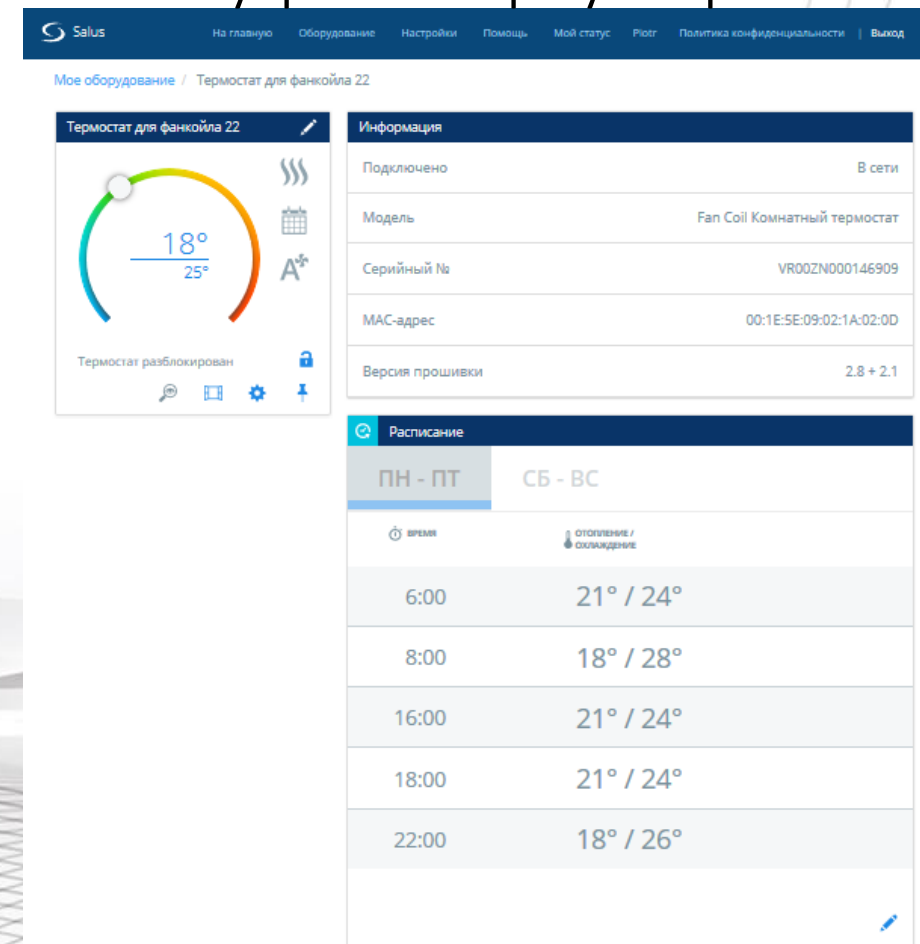 Salus
На главную Оборудование Настройки Помощь Мой статус Piotr Политика конфиденциальности | Выход
Мое оборудование / Термостат для фанкойла 22
Термостат для фанкойла 22
18°
25°
A
Термостат разблокирован
Информация
Подключено В сети
Модель Fan Coil Комнатный термостат
Серийный № VR00ZN000146909
MAC-адрес 00:1E:5E:09:02:1A:02:0D
Версия прошивки 2.8 + 2.1
Расписание
ПН - ПТ СБ - ВС
ВРЕМЯ ОТОПЛЕНИЕ /
ОХЛАЖДЕНИЕ
6:00 21° / 24°
8:00 18° / 28°
16:00 21° / 24°
18:00 21° / 24°
22:00 18° / 26°